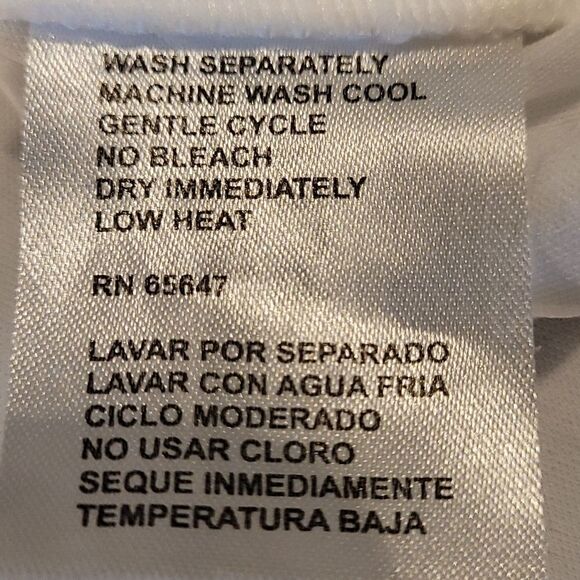 WASH SEPARATELY
MACHINE WASH COOL
GENTLE CYCLE
NO BLEACH
DRY IMMEDIATELY
LOW HEAT
RN 65647
LAVAR POR SEPARADO
LAVAR CON AGUA FRIA
CICLO MODERADO
NO USAR CLORO
SEQUE INMEDIAMENTE
TEMPERATURA BAJA